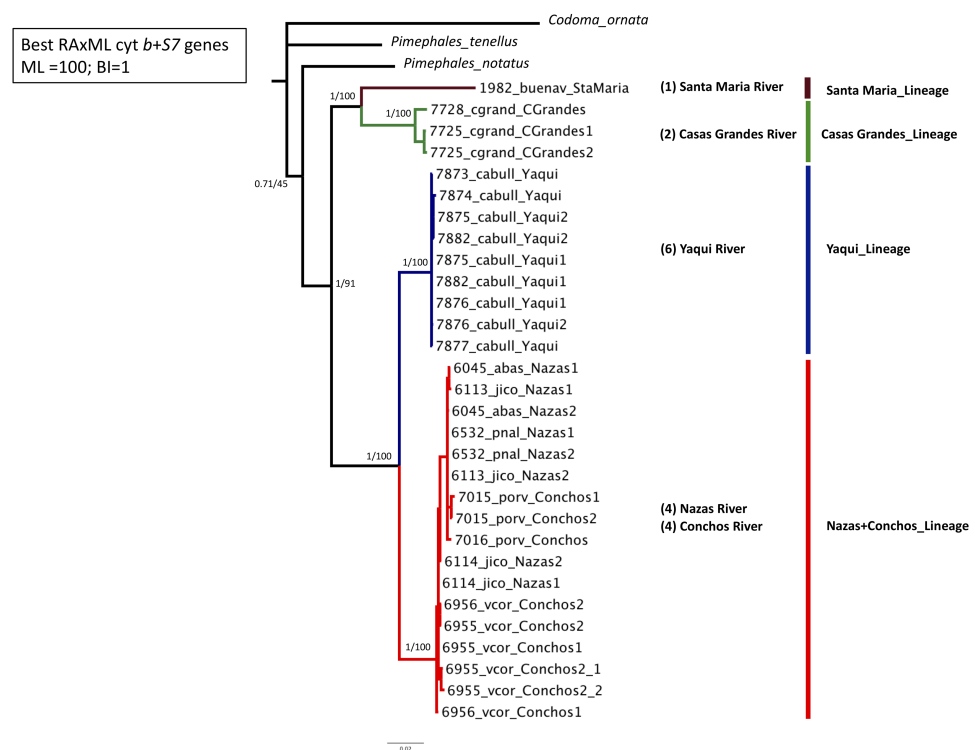 Best RAxML cyt b+S7 genes
ML =100; BI=1
Codoma_ornata
Pimephales_tenellus
Pimephales_notatus
1982_buenav_StaMaria
(1) Santa Maria River
Santa Maria_Lineage
1/100
7728_cgrand_CGrandes
1/100
7725_cgrand_CGrandes1
(2) Casas Grandes River
Casas Grandes_Lineage
7725_cgrand_CGrandes2
7873_cabull_Yaqui
0.71/45
7874_cabull_Yaqui
7875_cabull_Yaqui2
7882_cabull_Yaqui2
(6) Yaqui River
Yaqui_Lineage
1/100
7875_cabull_Yaqui1
7882_cabull_Yaqui1
1/91
7876_cabull_Yaqui1
7876_cabull_Yaqui2
7877_cabull_Yaqui
6045_abas_Nazas1
6113_jico_Nazas1
6045_abas_Nazas2
6532_pnal_Nazas1
1/100
6532_pnal_Nazas2
6113_jico_Nazas2
7015_porv_Conchos1
(4) Nazas River
7015_porv_Conchos2
(4) Conchos River
Nazas+Conchos_Lineage
7016_porv_Conchos
6114_jico_Nazas2
6114_jico_Nazas1
6956_vcor_Conchos2
6955_vcor_Conchos2
1/100
6955_vcor_Conchos1
6955_vcor_Conchos2_1
6955_vcor_Conchos2_2
6956_vcor_Conchos1
0.02